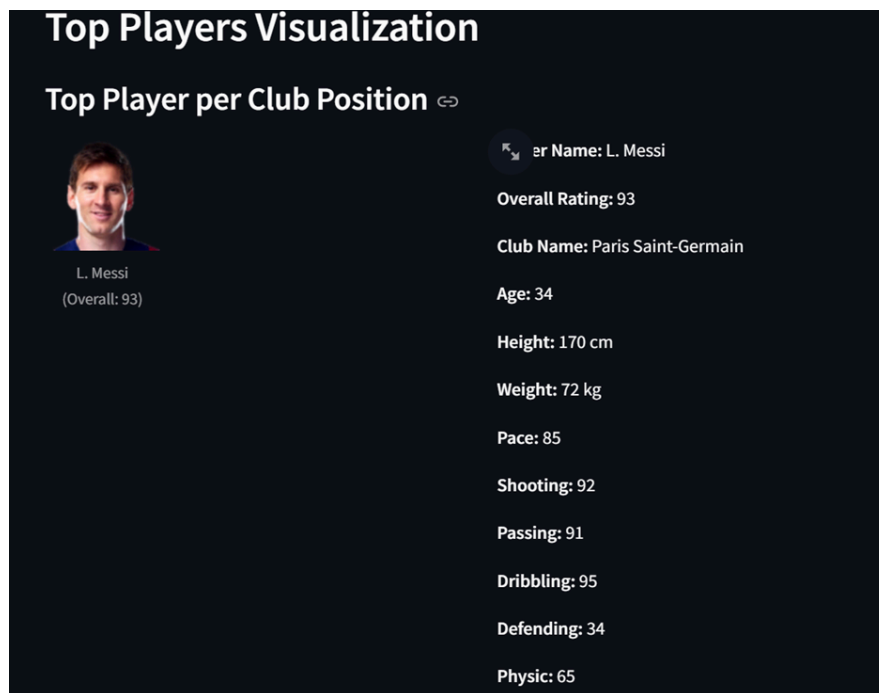 Top Players Visualization
Top Player per Club Position
L. Messi
(Overall: 93)
er Name: L. Messi
Overall Rating: 93
Club Name: Paris Saint-Germain
Age: 34
Height: 170 cm
Weight: 72 kg
Pace: 85
Shooting: 92
Passing: 91
Dribbling: 95
Defending: 34
Physic: 65